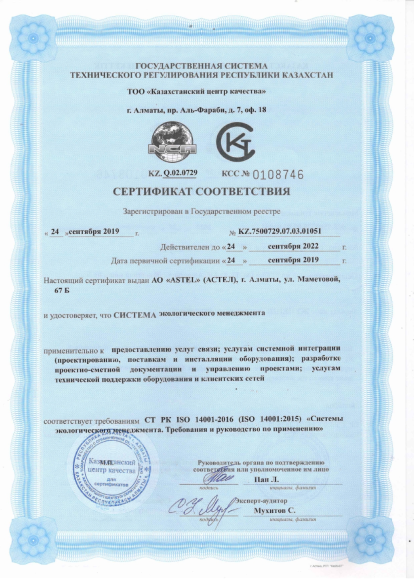 ГОСУДАРСТВЕННАЯ СИСТЕМА
ТЕХНИЧЕСКОГО РЕГУЛИРОВАНИЯ РЕСПУБЛИКИ КАЗАХСТАН
ТОО «Казахстанский центр качества»
г. Алматы, пр. Аль-Фараби, д. 7, оф. 18
KZ.Q.02.0729 КСС № 0108746
СЕРТИФИКАТ СООТВЕТСТВИЯ
Зарегистрирован в Государственном реестре
« 24 » сентября 2019 г. № KZ.7500729.07.03.01051
Действителен до « 24 » сентября 2022 г.
Дата первичной сертификации « 24 » сентября 2019 г.
Настоящий сертификат выдан АО «ASTEL» (АСТЕЛ), г. Алматы, ул. Маметовой,
67 Б
и удостоверяет, что СИСТЕМА экологического менеджмента
применительно к предоставлению услуг связи; услугам системной интеграции
(проектированию, поставкам и инсталляции оборудования); разработке
проектно-сметной документации и управлению проектами; услугам
технической поддержки оборудования и клиентских сетей
соответствует требованиям СТ РК ISO 14001-2016 (ISO 14001:2015) «Системы
экологического менеджмента. Требования и руководство по применению»
Руководитель органа по подтверждению
соответствия или уполномоченное им лицо
М.П.
Казахстанский
центр качества
для
сертификатов
Пан Л.
подпись инициалы, фамилия
Эксперт-аудитор
Мухитов С.
подпись инициалы, фамилия